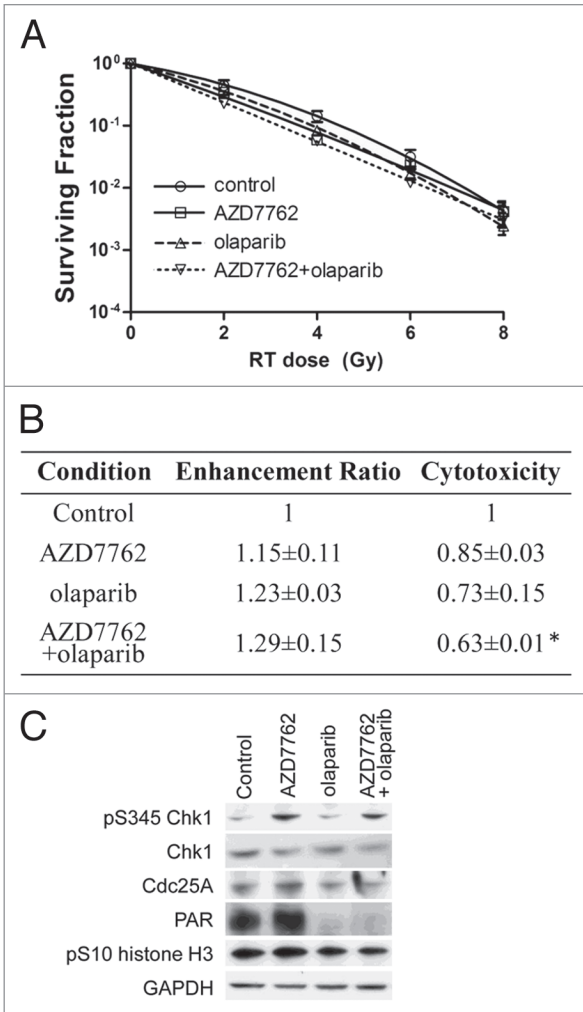 A
Surviving Fraction
10⁰
10⁻¹
10⁻²
10⁻³
10⁻⁴
control
AZD7762
olaparib
AZD7762+olaparib
0 2 4 6 8
RT dose (Gy)
B
Condition Enhancement Ratio Cytotoxicity
Control 1 1
AZD7762 1.15±0.11 0.85±0.03
olaparib 1.23±0.03 0.73±0.15
AZD7762
+olaparib 1.29±0.15 0.63±0.01*
C
Control
AZD7762
olaparib
AZD7762
+ olaparib
pS345 Chk1
Chk1
Cdc25A
PAR
pS10 histone H3
GAPDH